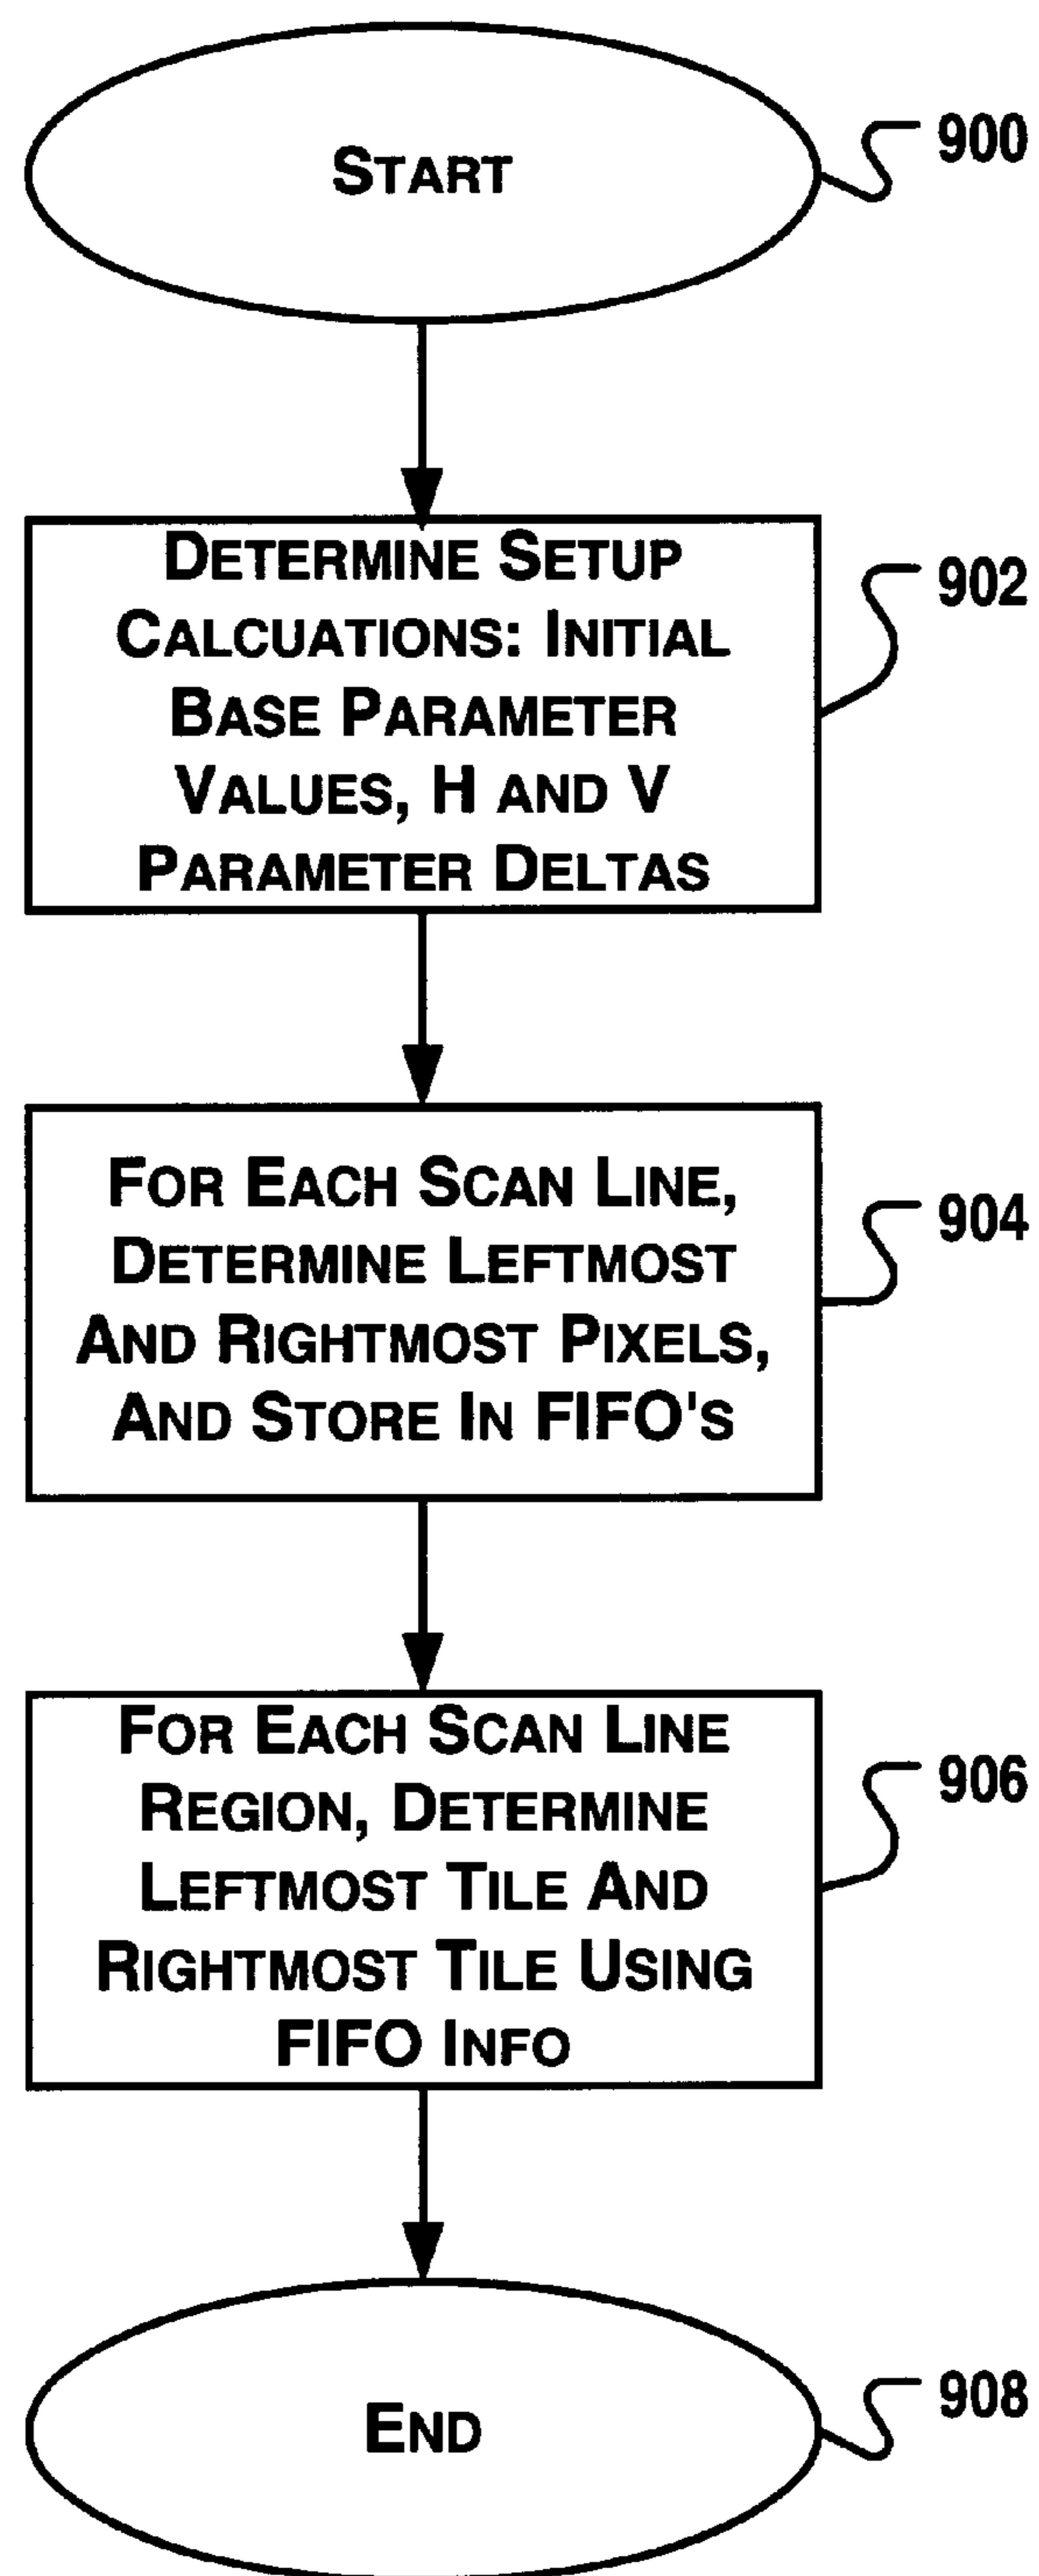 START
900
DETERMINE SETUP
CALCUATIONS: INITIAL
BASE PARAMETER
VALUES, H AND V
PARAMETER DELTAS
902
FOR EACH SCAN LINE,
DETERMINE LEFTMOST
AND RIGHTMOST PIXELS,
AND STORE IN FIFO'S
904
FOR EACH SCAN LINE
REGION, DETERMINE
LEFTMOST TILE AND
RIGHTMOST TILE USING
FIFO INFO
906
END
908